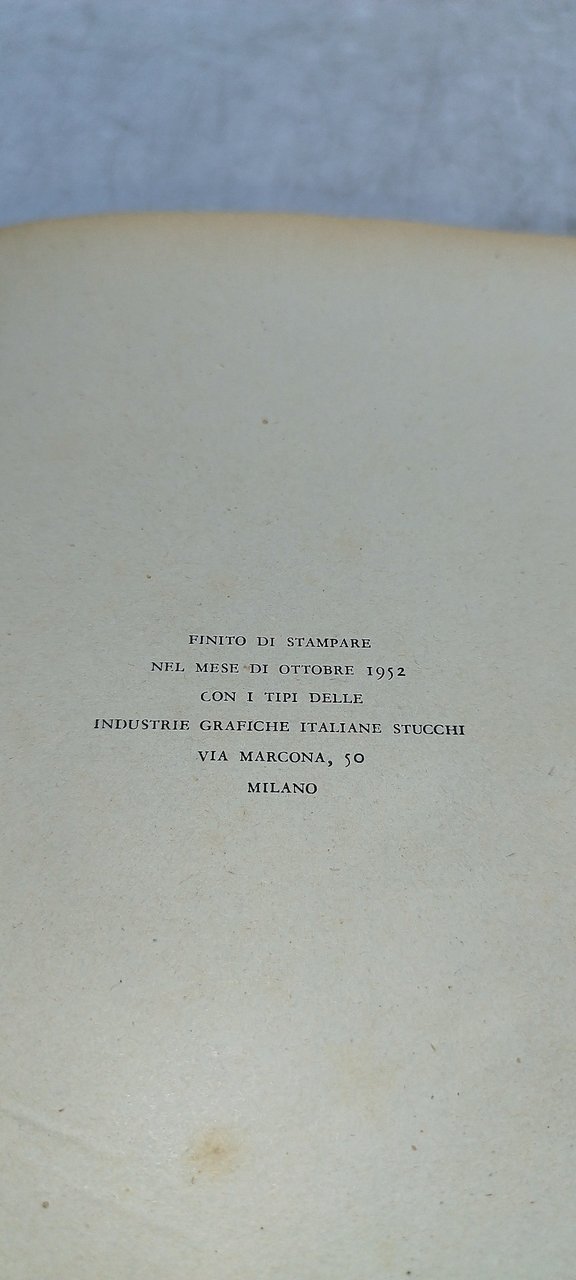 FINITO DI STAMPARE
NEL MESE DI OTTOBRE 1952
CON I TIPI DELLE
INDUSTRIE GRAFICHE ITALIANE STUCCHI
VIA MARCONA, 50
MILANO